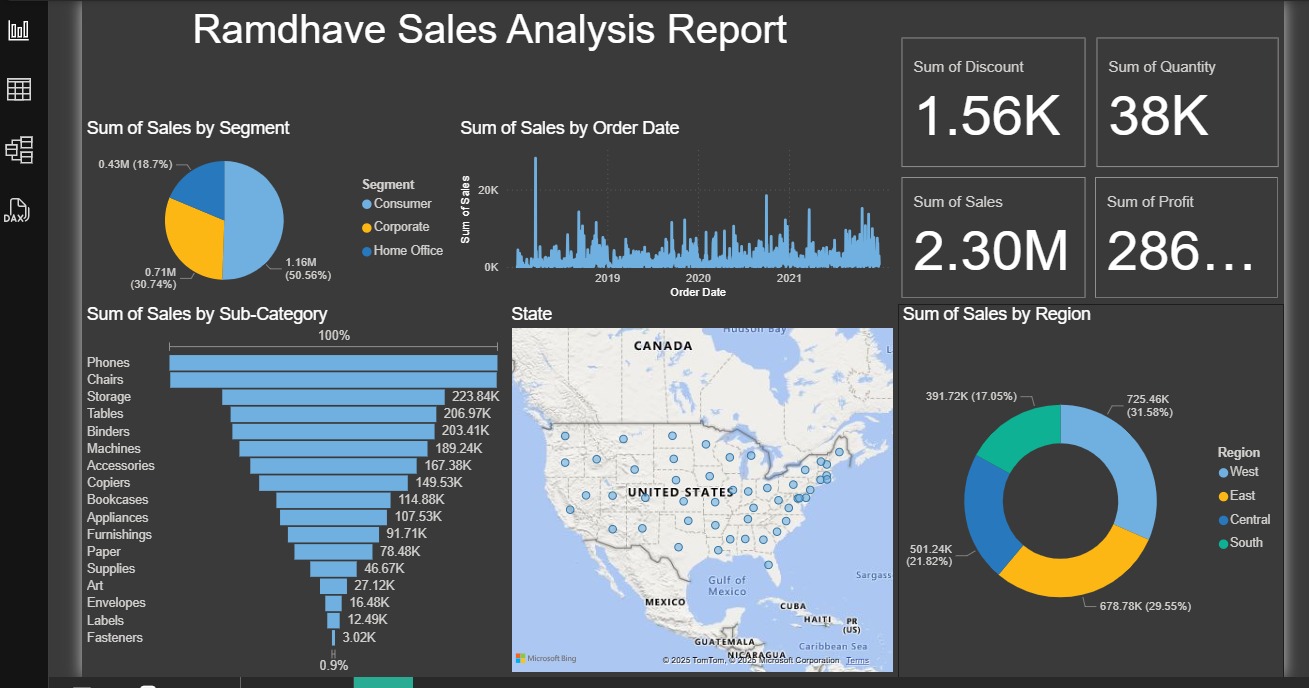 Ramdhave Sales Analysis Report
DAX
Sum of Discount
1.56K
Sum of Quantity
38K
Sum of Sales
2.30M
Sum of Profit
286...
Sum of Sales by Segment
0.43M (18.7%)
0.71M
(30.74%)
1.16M
(50.56%)
Segment
Consumer
Corporate
Home Office
Sum of Sales by Order Date
Sum of Sales
20K
0K
2019
2020
2021
Order Date
Sum of Sales by Sub-Category
100%
Phones
Chairs
Storage 223.84K
Tables 206.97K
Binders 203.41K
Machines 189.24K
Accessories 167.38K
Copiers 149.53K
Bookcases 114.88K
Appliances 107.53K
Furnishings 91.71K
Paper 78.48K
Supplies 46.67K
Art 27.12K
Envelopes 16.48K
Labels 12.49K
Fasteners 3.02K
0.9%
State
Hudson Bay
CANADA
UNITED STATES
Gulf of
Mexico
MEXICO
CUBA
HAITI
PR
(US)
GUATEMALA
Caribbean Sea
NICARAGUA
Sargass
Microsoft Bing
© 2025 TomTom, © 2025 Microsoft Corporation Terms
Sum of Sales by Region
391.72K (17.05%)
725.46K
(31.58%)
501.24K
(21.82%)
678.78K (29.55%)
Region
West
East
Central
South